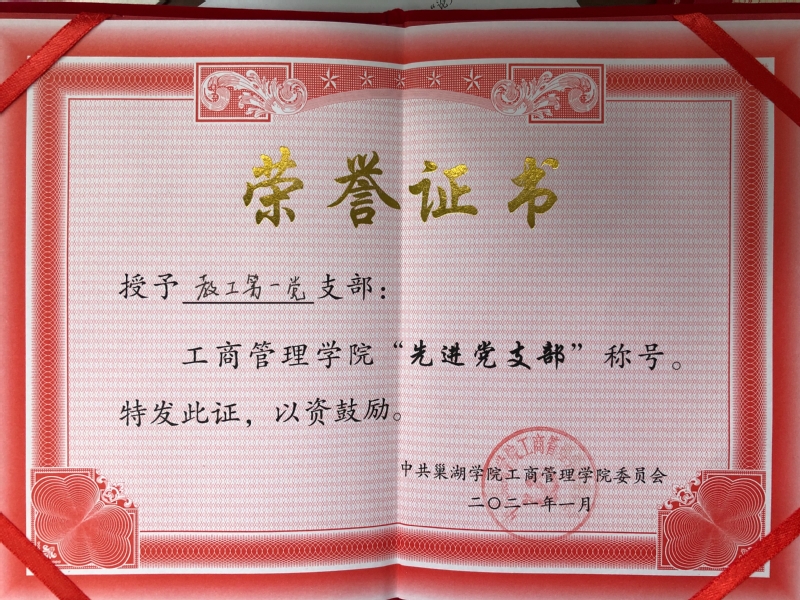 荣誉证书
授予 教工第一党 支部：
工商管理学院“先进党支部”称号。
特发此证，以资鼓励。
中共巢湖学院工商管理学院委员会
二〇二一年一月